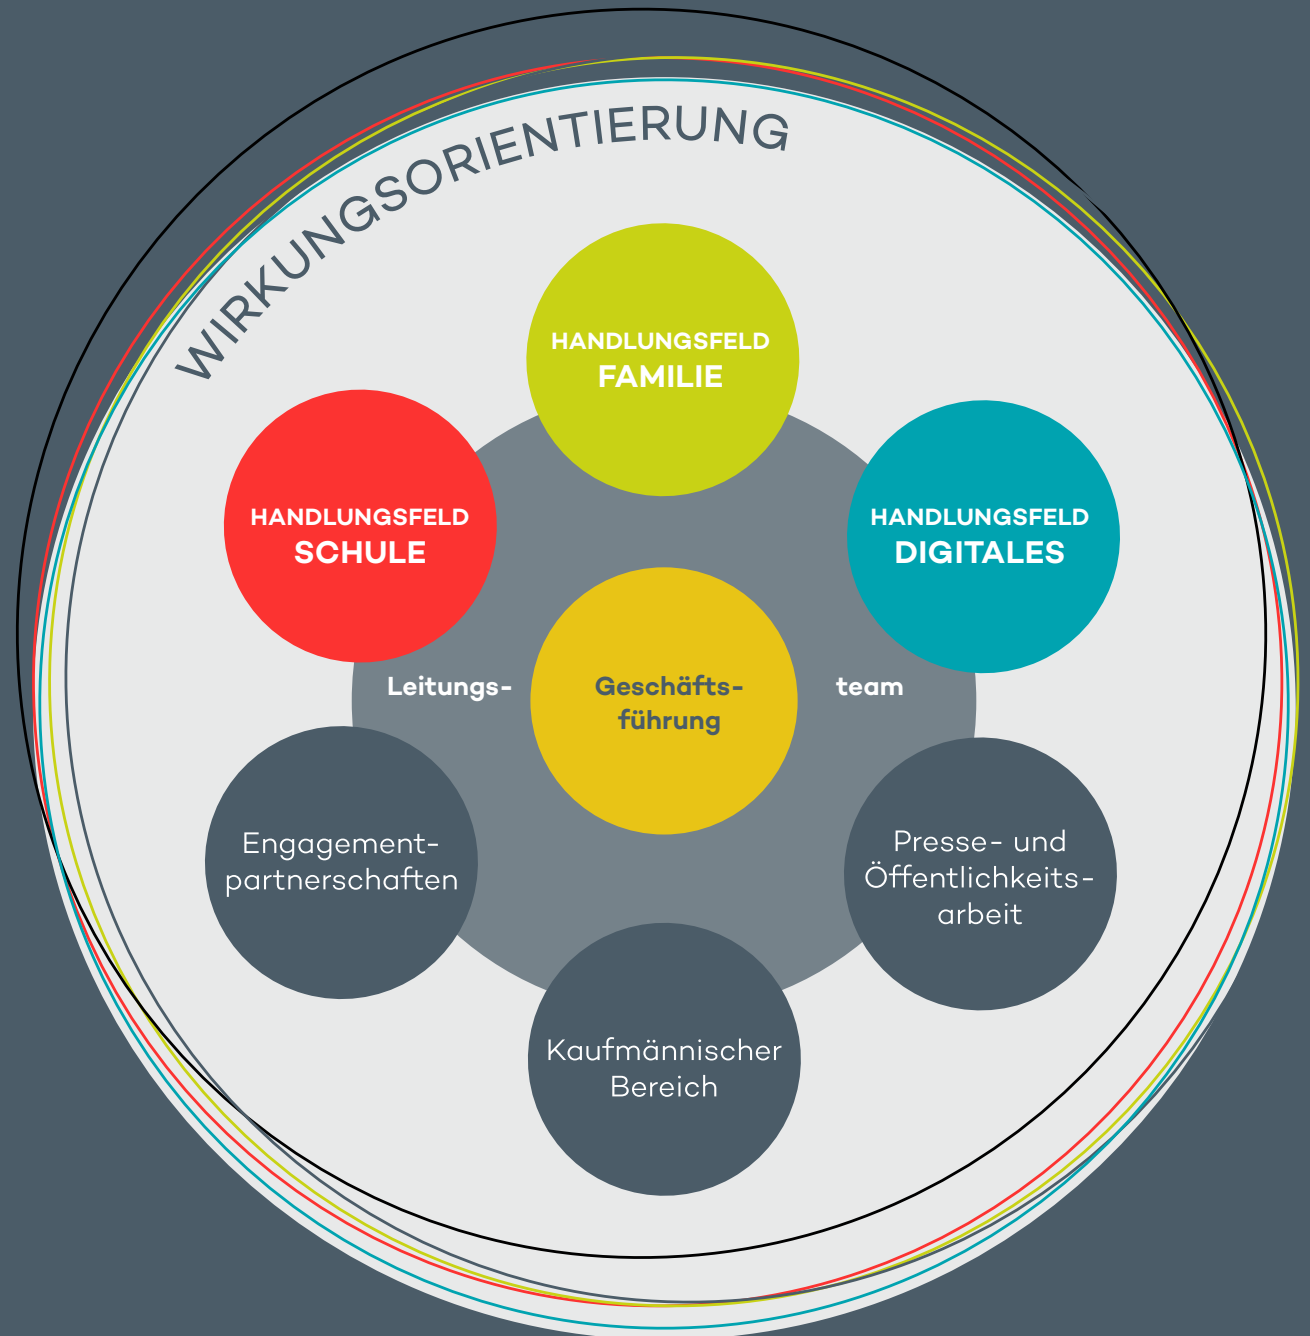 WIRKUNGSORIENTIERUNG
HANDLUNGSFELD
FAMILIE
HANDLUNGSFELD
SCHULE
HANDLUNGSFELD
DIGITALES
Leitungs-
Geschäfts-
führung
team
Engagement-
partnerschaften
Presse- und
Öffentlichkeits-
arbeit
Kaufmännischer
Bereich